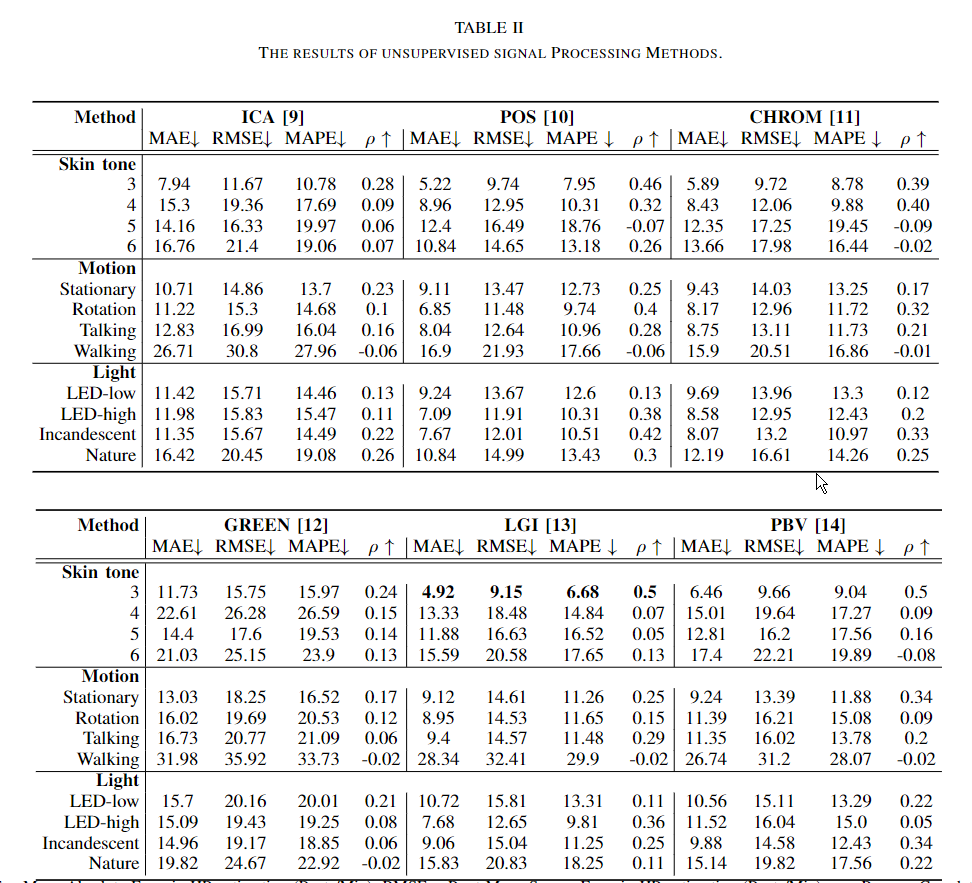 TABLE II
THE RESULTS OF UNSUPERVISED SIGNAL PROCESSING METHODS.
Method ICA [9] POS [10] CHROM [11]
MAE↓ RMSE↓ MAPE↓ ρ ↑ MAE↓ RMSE↓ MAPE ↓ ρ ↑ MAE↓ RMSE↓ MAPE ↓ ρ ↑
Skin tone
3 7.94 11.67 10.78 0.28 5.22 9.74 7.95 0.46 5.89 9.72 8.78 0.39
4 15.3 19.36 17.69 0.09 8.96 12.95 10.31 0.32 8.43 12.06 9.88 0.40
5 14.16 16.33 19.97 0.06 12.4 16.49 18.76 -0.07 12.35 17.25 19.45 -0.09
6 16.76 21.4 19.06 0.07 10.84 14.65 13.18 0.26 13.66 17.98 16.44 -0.02
Motion
Stationary 10.71 14.86 13.7 0.23 9.11 13.47 12.73 0.25 9.43 14.03 13.25 0.17
Rotation 11.22 15.3 14.68 0.1 6.85 11.48 9.74 0.4 8.17 12.96 11.72 0.32
Talking 12.83 16.99 16.04 0.16 8.04 12.64 10.96 0.28 8.75 13.11 11.73 0.21
Walking 26.71 30.8 27.96 -0.06 16.9 21.93 17.66 -0.06 15.9 20.51 16.86 -0.01
Light
LED-low 11.42 15.71 14.46 0.13 9.24 13.67 12.6 0.13 9.69 13.96 13.3 0.12
LED-high 11.98 15.83 15.47 0.11 7.09 11.91 10.31 0.38 8.58 12.95 12.43 0.2
Incandescent 11.35 15.67 14.49 0.22 7.67 12.01 10.51 0.42 8.07 13.2 10.97 0.33
Nature 16.42 20.45 19.08 0.26 10.84 14.99 13.43 0.3 12.19 16.61 14.26 0.25
Method GREEN [12] LGI [13] PBV [14]
MAE↓ RMSE↓ MAPE↓ ρ ↑ MAE↓ RMSE↓ MAPE ↓ ρ ↑ MAE↓ RMSE↓ MAPE ↓ ρ ↑
Skin tone
3 11.73 15.75 15.97 0.24 4.92 9.15 6.68 0.5 6.46 9.66 9.04 0.5
4 22.61 26.28 26.59 0.15 13.33 18.48 14.84 0.07 15.01 19.64 17.27 0.09
5 14.4 17.6 19.53 0.14 11.88 16.63 16.52 0.05 12.81 16.2 17.56 0.16
6 21.03 25.15 23.9 0.13 15.59 20.58 17.65 0.13 17.4 22.21 19.89 -0.08
Motion
Stationary 13.03 18.25 16.52 0.17 9.12 14.61 11.26 0.25 9.24 13.39 11.88 0.34
Rotation 16.02 19.69 20.53 0.12 8.95 14.53 11.65 0.15 11.39 16.21 15.08 0.09
Talking 16.73 20.77 21.09 0.06 9.4 14.57 11.48 0.29 11.35 16.02 13.78 0.2
Walking 31.98 35.92 33.73 -0.02 28.34 32.41 29.9 -0.02 26.74 31.2 28.07 -0.02
Light
LED-low 15.7 20.16 20.01 0.21 10.72 15.81 13.31 0.11 10.56 15.11 13.29 0.22
LED-high 15.09 19.43 19.25 0.08 7.68 12.65 9.81 0.36 11.52 16.04 15.0 0.05
Incandescent 14.96 19.17 18.85 0.06 9.06 15.04 11.25 0.25 9.88 14.58 12.43 0.34
Nature 19.82 24.67 22.92 -0.02 15.83 20.83 18.25 0.11 15.14 19.82 17.56 0.22